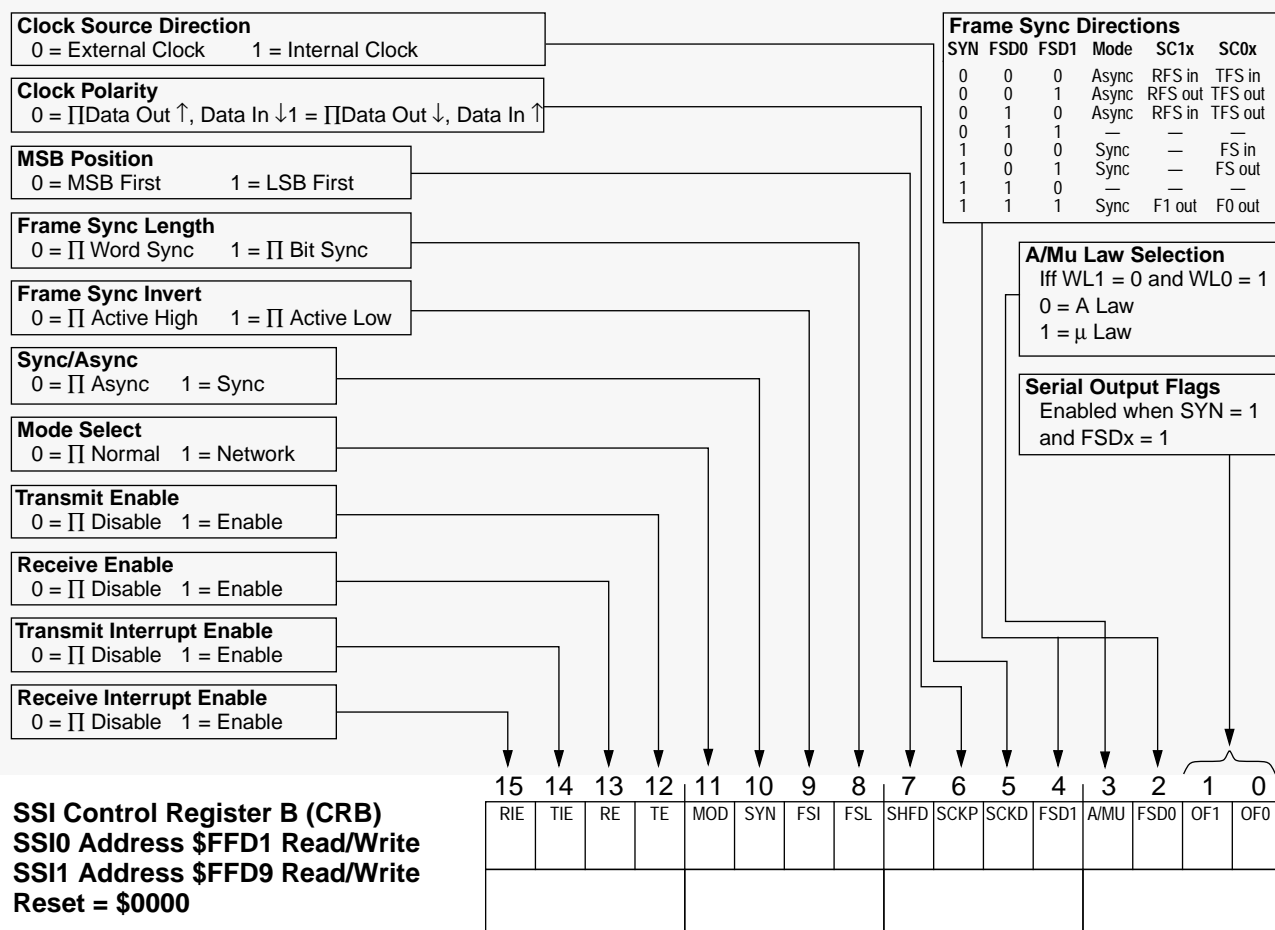 Clock Source Direction
0 = External Clock 1 = Internal Clock
Clock Polarity
0 = ∏Data Out ↑, Data In ↓1 = ∏Data Out ↓, Data In ↑
MSB Position
0 = MSB First 1 = LSB First
Frame Sync Length
0 = ∏ Word Sync 1 = ∏ Bit Sync
Frame Sync Invert
0 = ∏ Active High 1 = ∏ Active Low
Sync/Async
0 = ∏ Async 1 = Sync
Mode Select
0 = ∏ Normal 1 = Network
Transmit Enable
0 = ∏ Disable 1 = Enable
Receive Enable
0 = ∏ Disable 1 = Enable
Transmit Interrupt Enable
0 = ∏ Disable 1 = Enable
Receive Interrupt Enable
0 = ∏ Disable 1 = Enable
Frame Sync Directions
SYN FSD0 FSD1 Mode SC1x SC0x
0 0 0 Async RFS in TFS in
0 0 1 Async RFS out TFS out
0 1 0 Async RFS in TFS out
0 1 1 — — —
1 0 0 Sync — FS in
1 0 1 Sync — FS out
1 1 0 — — —
1 1 1 Sync F1 out F0 out
A/Mu Law Selection
Iff WL1 = 0 and WL0 = 1
0 = A Law
1 = μ Law
Serial Output Flags
Enabled when SYN = 1
and FSDx = 1
15 14 13 12 11 10 9 8 7 6 5 4 3 2 1 0
RIE TIE RE TE MOD SYN FSI FSL SHFD SCKP SCKD FSD1 A/MU FSD0 OF1 OF0
SSI Control Register B (CRB)
SSI0 Address $FFD1 Read/Write
SSI1 Address $FFD9 Read/Write
Reset = $0000